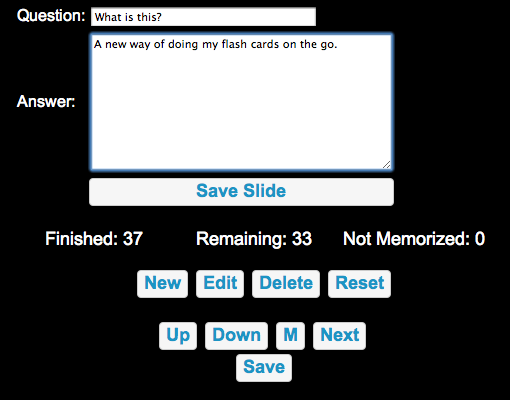 Question: What is this?
A new way of doing my flash cards on the go.
Answer:
Save Slide
Finished: 37 Remaining: 33 Not Memorized: 0
New Edit Delete Reset
Up Down M Next
Save